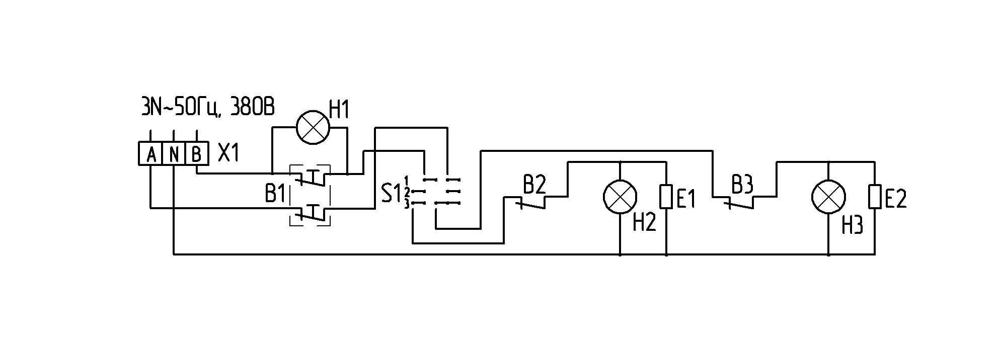 3N~50Гц, 380В
H1
A N B X1
B1
S1 1
2
3
B2
H2
E1
B3
H3
E2